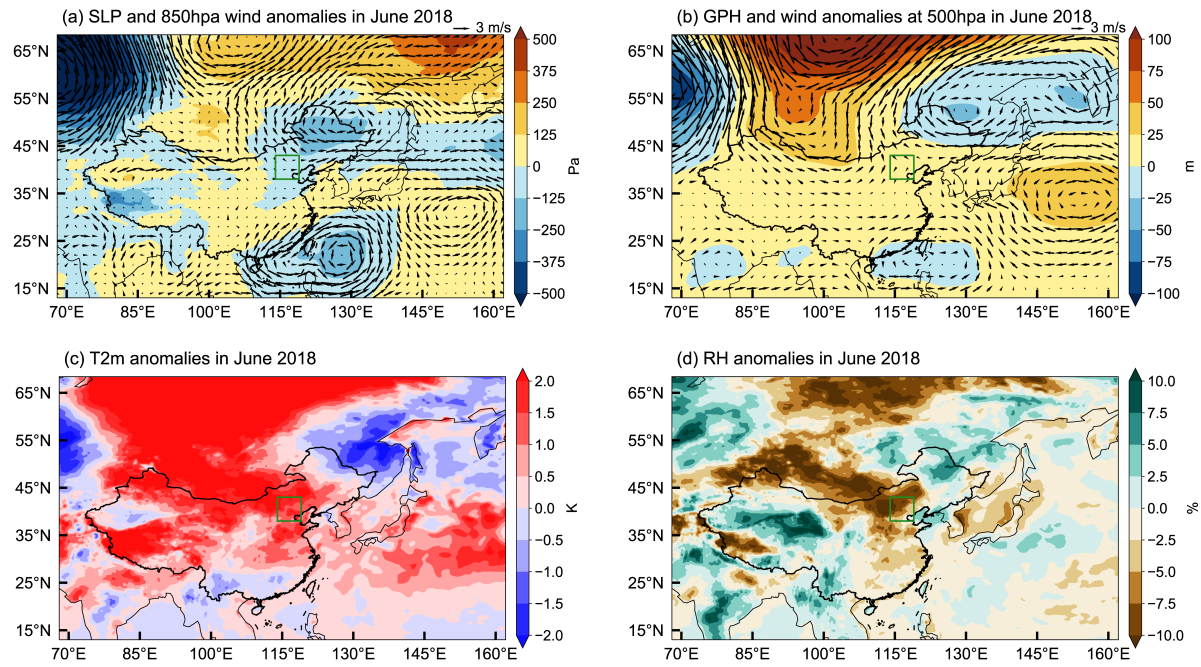 (a) SLP and 850hpa wind anomalies in June 2018
3 m/s
65°N
55°N
45°N
35°N
25°N
15°N
70°E 85°E 100°E 115°E 130°E 145°E 160°E
500
375
250
125
0
−125
−250
−375
−500
Pa
(b) GPH and wind anomalies at 500hpa in June 2018
3 m/s
65°N
55°N
45°N
35°N
25°N
15°N
70°E 85°E 100°E 115°E 130°E 145°E 160°E
100
75
50
25
0
−25
−50
−75
−100
m
(c) T2m anomalies in June 2018
65°N
55°N
45°N
35°N
25°N
15°N
70°E 85°E 100°E 115°E 130°E 145°E 160°E
2.0
1.5
1.0
0.5
0.0
−0.5
−1.0
−1.5
−2.0
K
(d) RH anomalies in June 2018
65°N
55°N
45°N
35°N
25°N
15°N
70°E 85°E 100°E 115°E 130°E 145°E 160°E
10.0
7.5
5.0
2.5
0.0
−2.5
−5.0
−7.5
−10.0
%